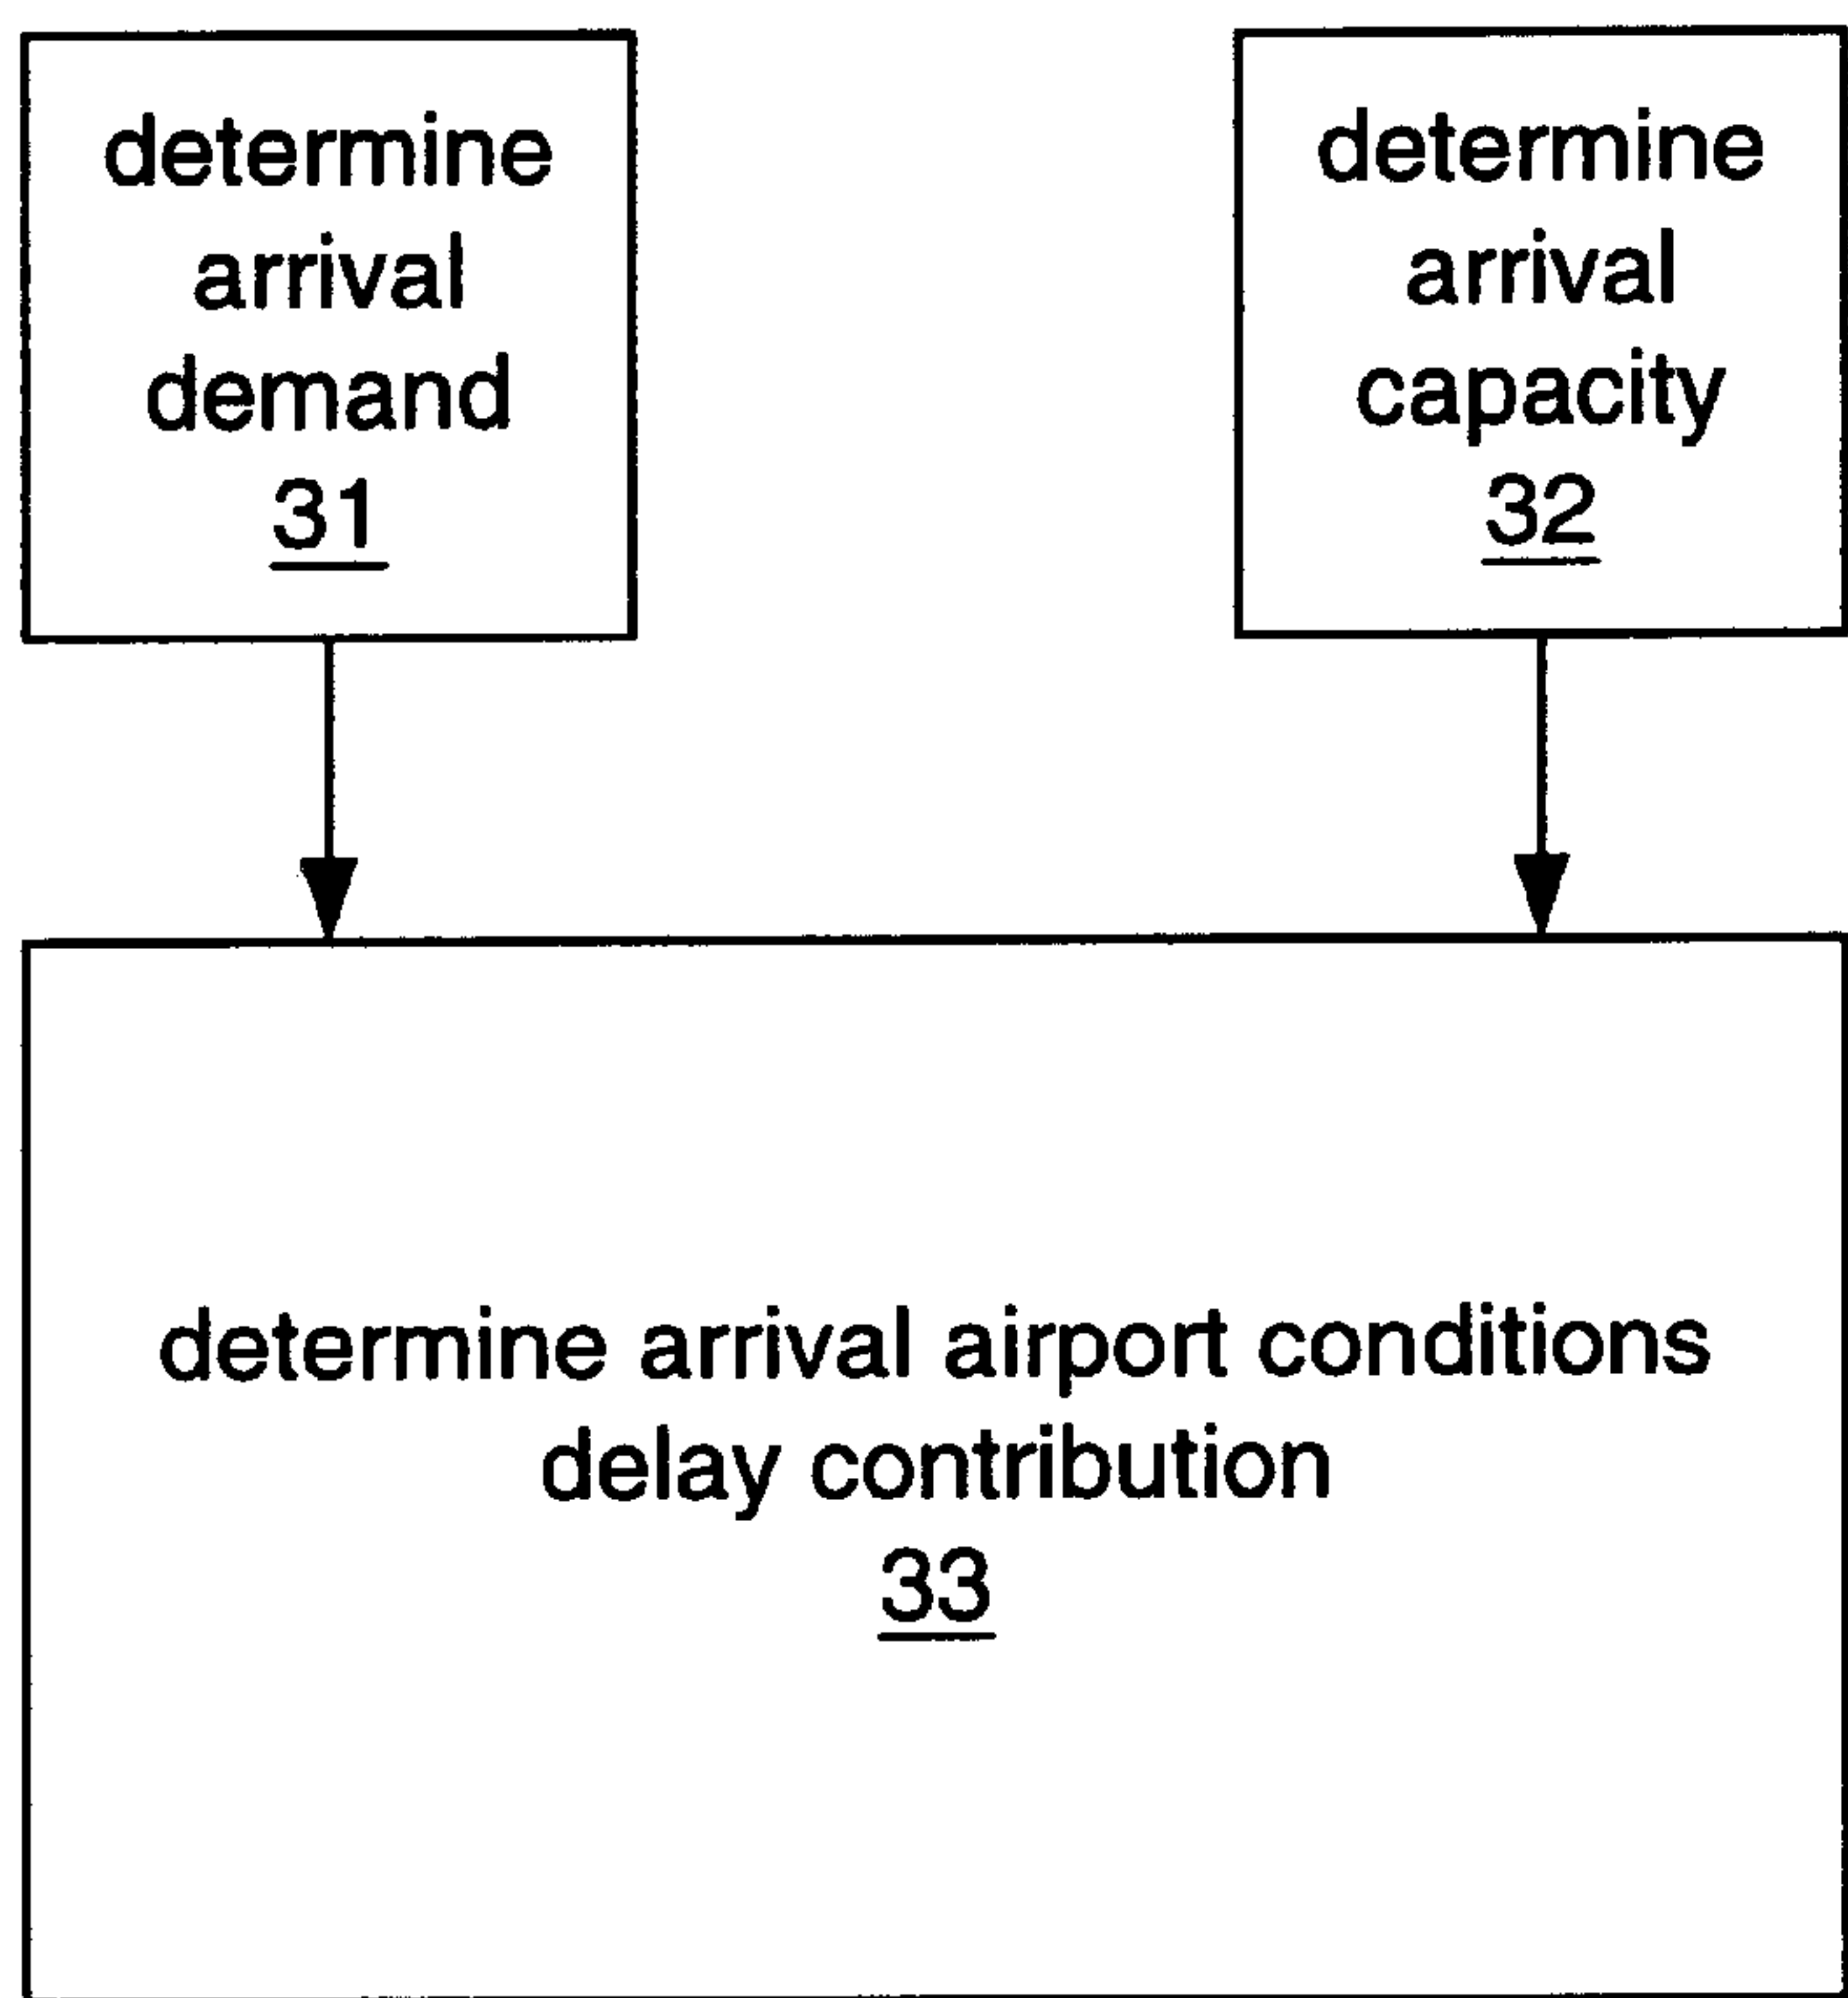 determine
arrival
demand
31
determine
arrival
capacity
32
determine arrival airport conditions
delay contribution
33